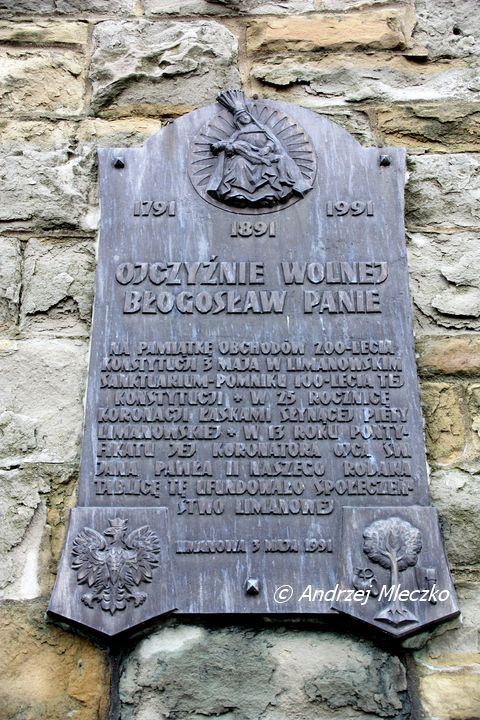 1791 1991
1891
OJCZYŹNIE WOLNEJ
BŁOGOSŁAW PANIE
NA PAMIĄTKĘ OBCHODÓW 200-LECIA
KONSTYTUCJI 3 MAJA W LIMANOWSKIM
SANKTUARIUM-POMNIKU 100-LECIA TEJ
KONSTYTUCJI + W 25 ROCZNICĘ
KORONACJI ŁASKAMI SŁYNĄCEJ PIETY
LIMANOWSKIEJ + W 13 ROKU PONTY-
FIKATU JEJ KORONATORA OJCA ŚW.
JANA PAWŁA II NASZEGO RODAKA
TABLICĘ TĘ UFUNDOWAŁO SPOŁECZEŃ-
STWO LIMANOWEJ
LIMANOWA 3 MAJA 1991
© Andrzej Mleczko